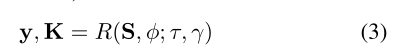 y, K = R(S, ϕ; τ, γ) (3)